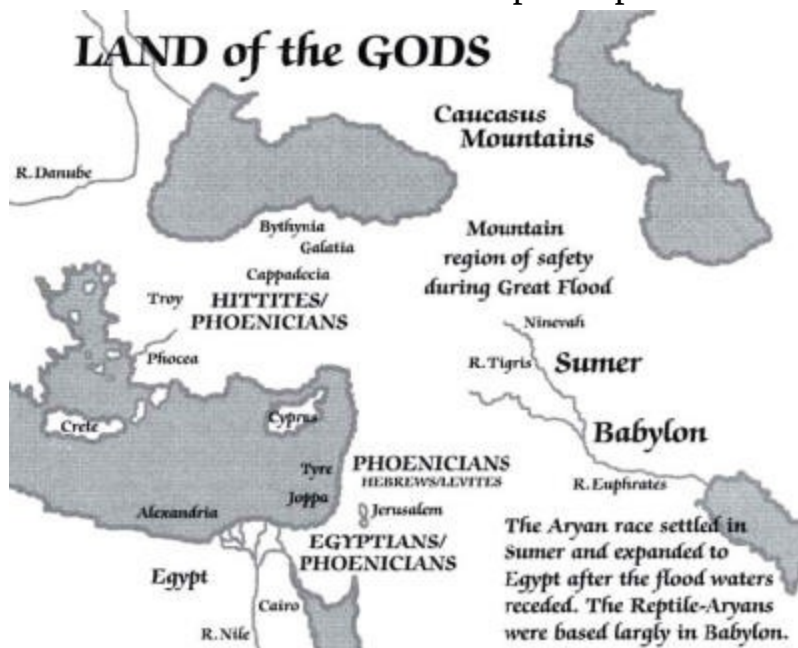 LAND of the GODS
Caucasus
Mountains
R. Danube
Bythynia
Galatia
Cappadocia
Mountain
region of safety
during Great Flood
Troy
HITTITES/
PHOENICIANS
Phocea
Ninevah
R. Tigris
Sumer
Crete
Cyprus
Babylon
Tyre
PHOENICIANS
HEBREWS/LEVITES
R. Euphrates
Joppa
Jerusalem
Alexandria
EGYPTIANS/
PHOENICIANS
Egypt
Cairo
R. Nile
The Aryan race settled in
Sumer and expanded to
Egypt after the flood waters
receded. The Reptile-Aryans
were based largely in Babylon.